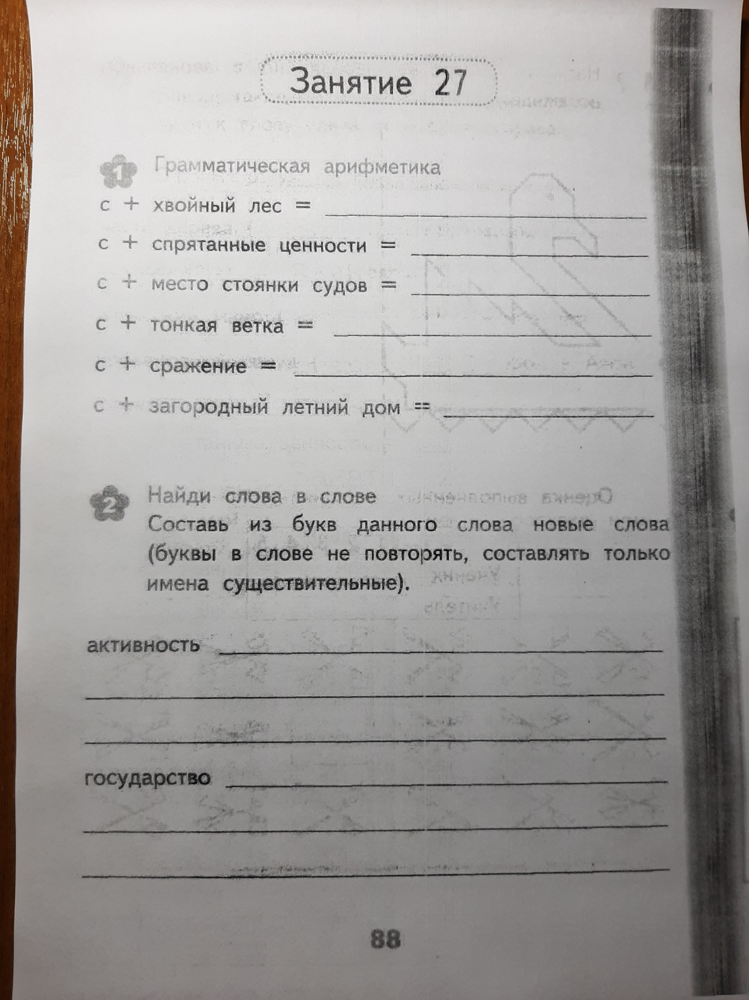 Занятие 27
1 Грамматическая арифметика
с + хвойный лес =
с + спрятанные ценности =
с + место стоянки судов =
с + тонкая ветка =
с + сражение =
с + загородный летний дом =
2 Найди слова в слове
Составь из букв данного слова новые слова
(буквы в слове не повторять, составлять только
имена существительные).
активность
государство
88